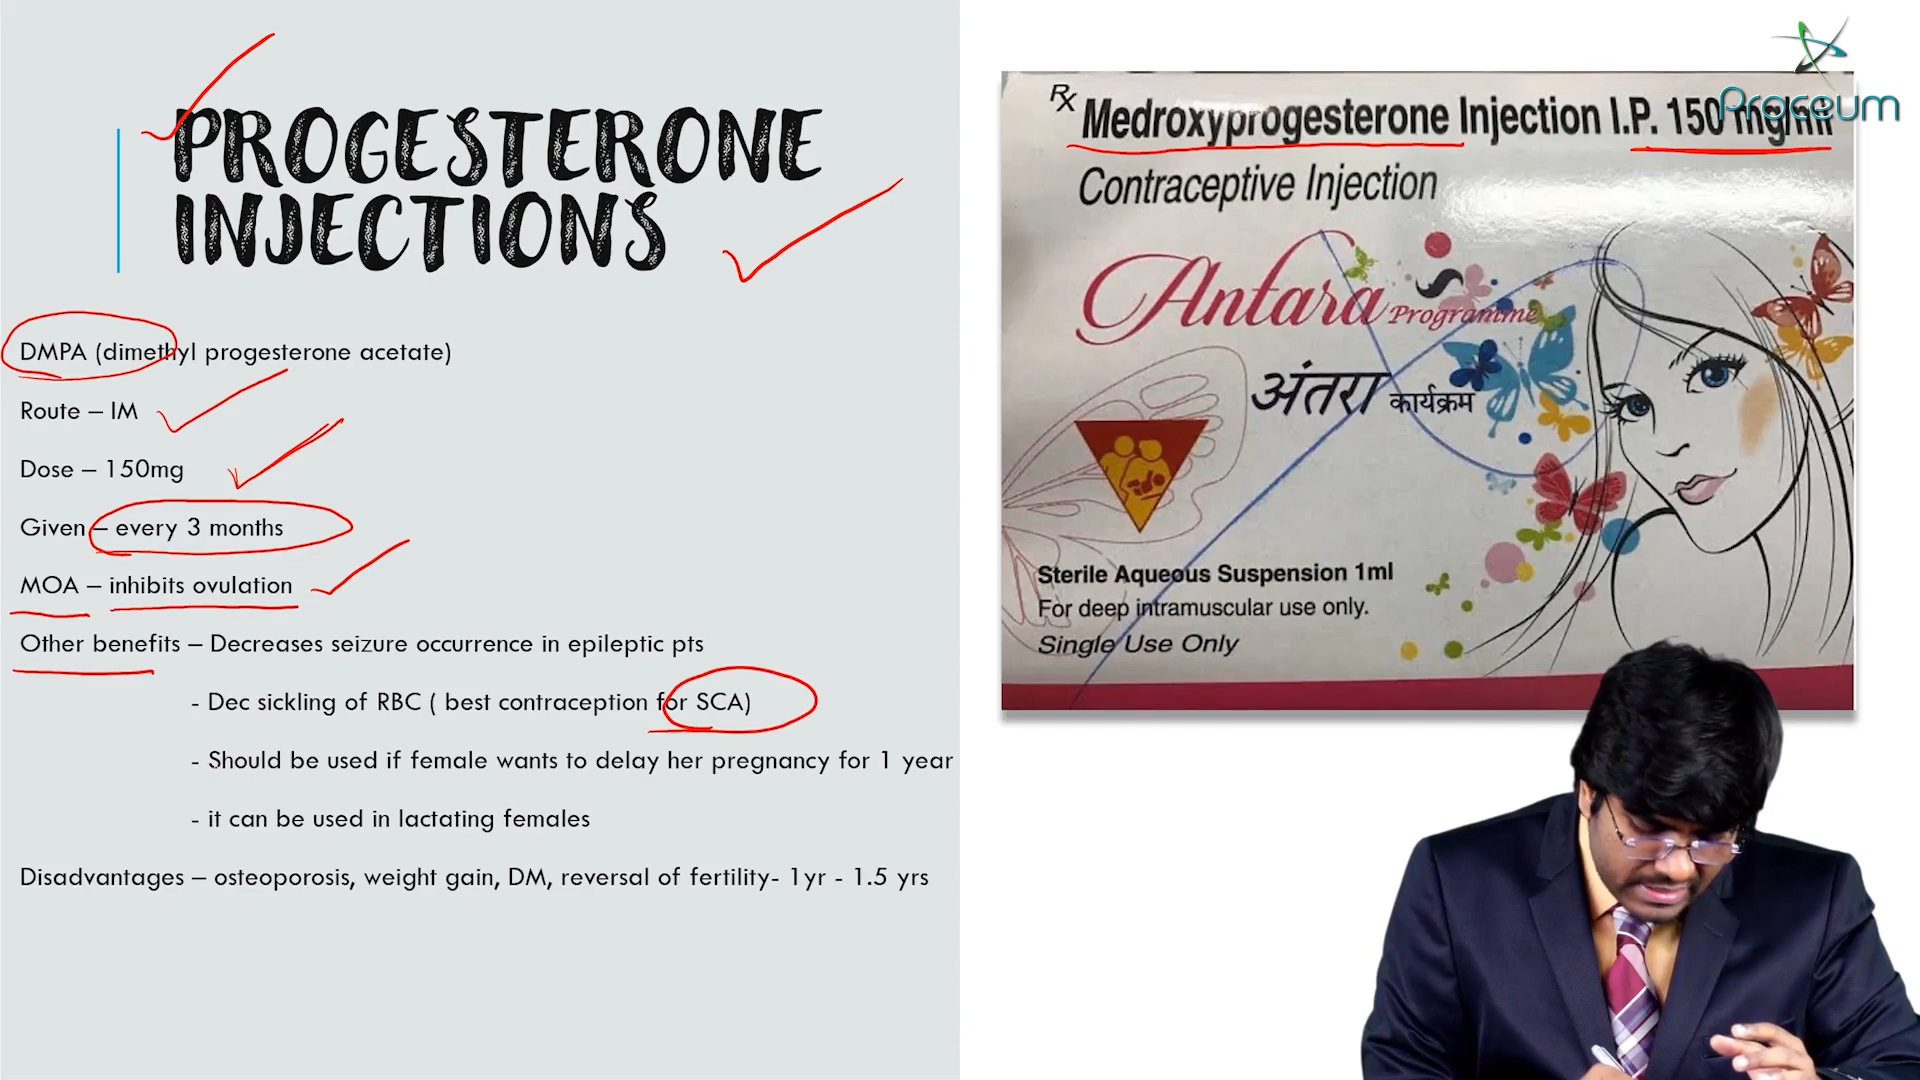 PROGESTERONE
INJECTIONS
DMPA (dimethyl progesterone acetate)
Route – IM
Dose – 150mg
Given – every 3 months
MOA – inhibits ovulation
Other benefits – Decreases seizure occurrence in epileptic pts
- Dec sickling of RBC ( best contraception for SCA)
- Should be used if female wants to delay her pregnancy for 1 year
- it can be used in lactating females
Disadvantages – osteoporosis, weight gain, DM, reversal of fertility- 1yr - 1.5 yrs
Proceum
Rx Medroxyprogesterone Injection I.P. 150 mg/ml
Contraceptive Injection
Antara Programme
अंतरा कार्यक्रम
Sterile Aqueous Suspension 1ml
For deep intramuscular use only.
Single Use Only